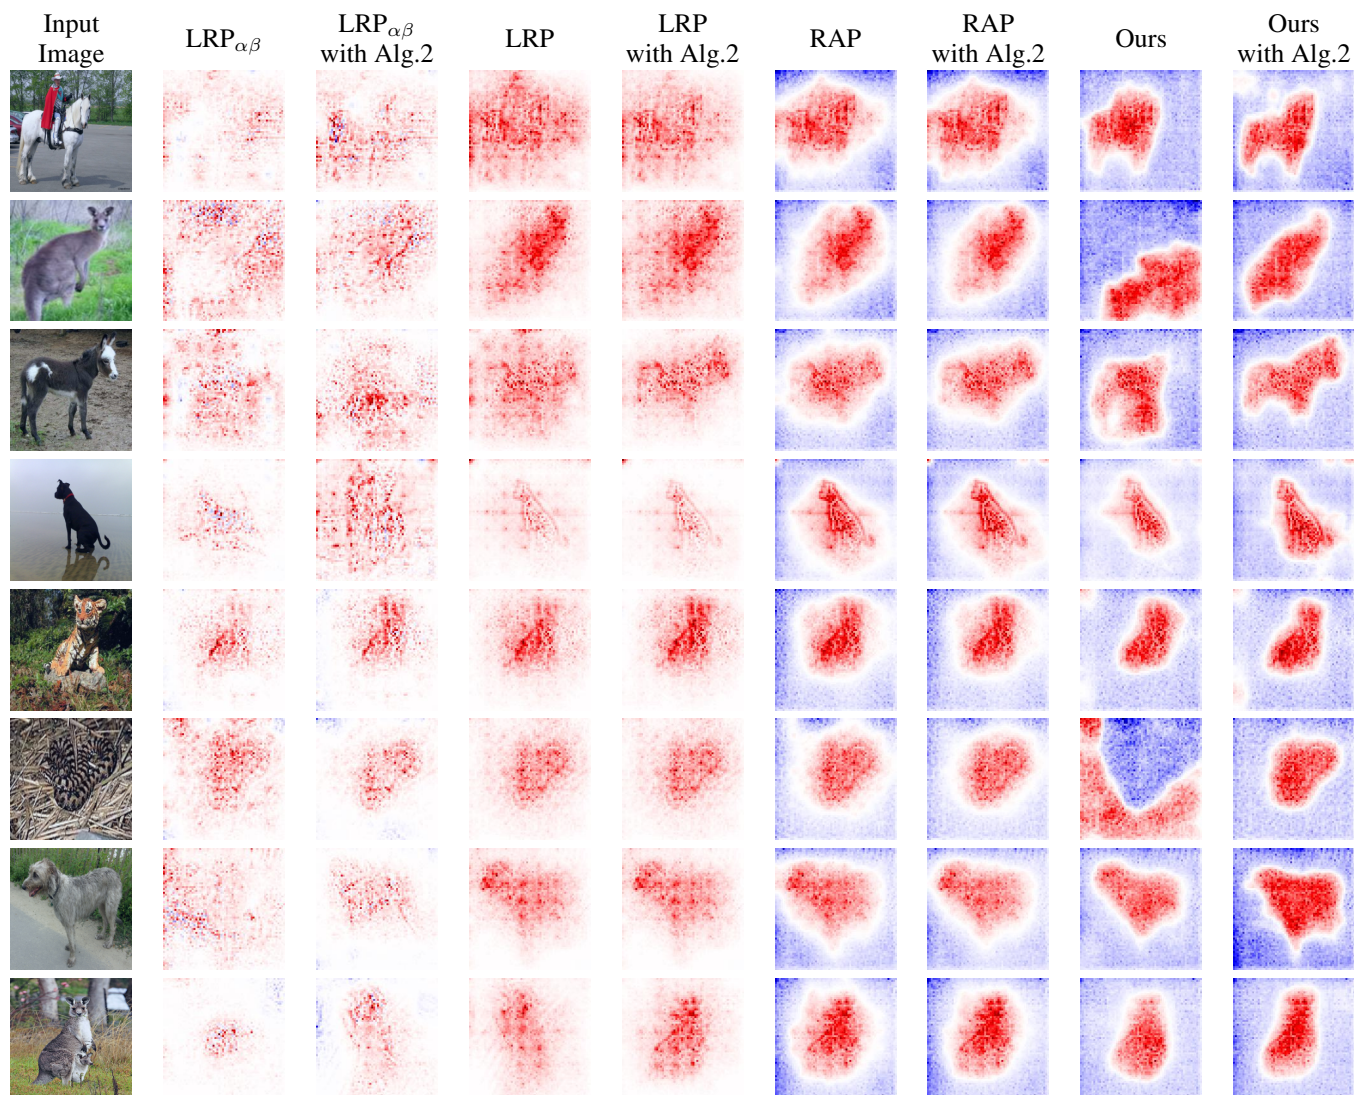 Input
Image
LRPαβ
LRPαβ
with Alg.2
LRP
LRP
with Alg.2
RAP
RAP
with Alg.2
Ours
Ours
with Alg.2